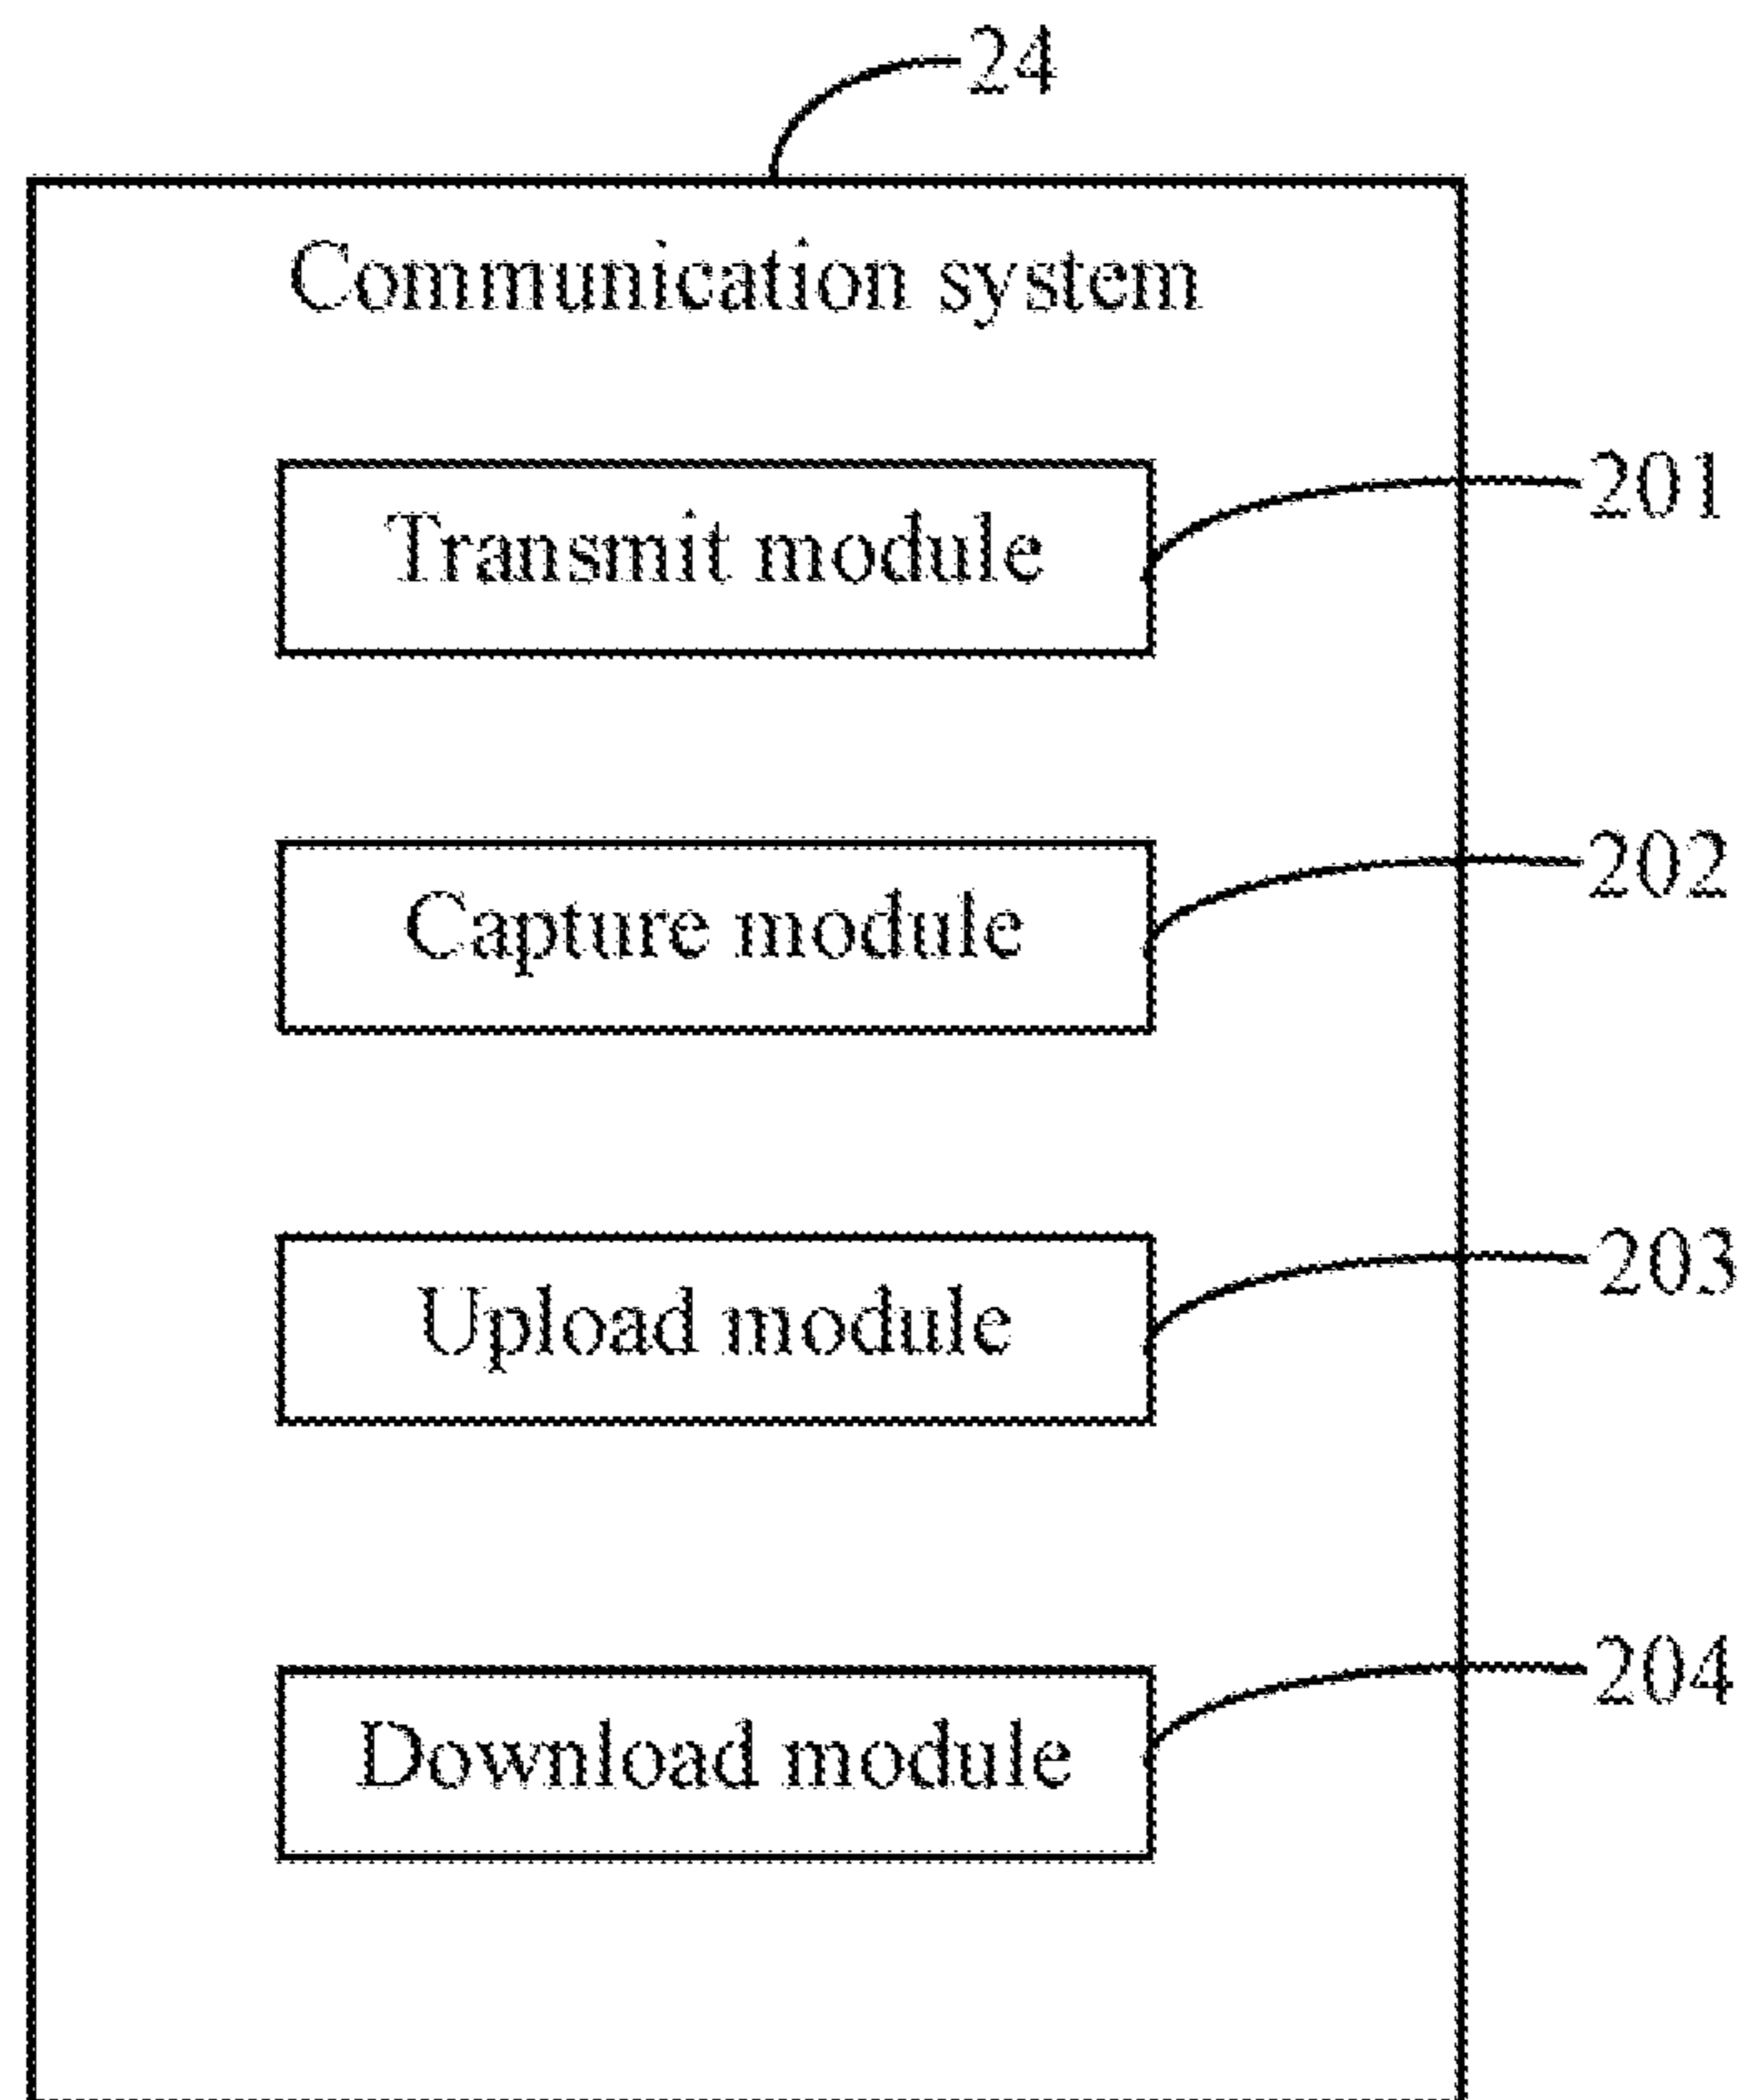 24
Communication system
Transmit module
201
Capture module
202
Upload module
203
Download module
204